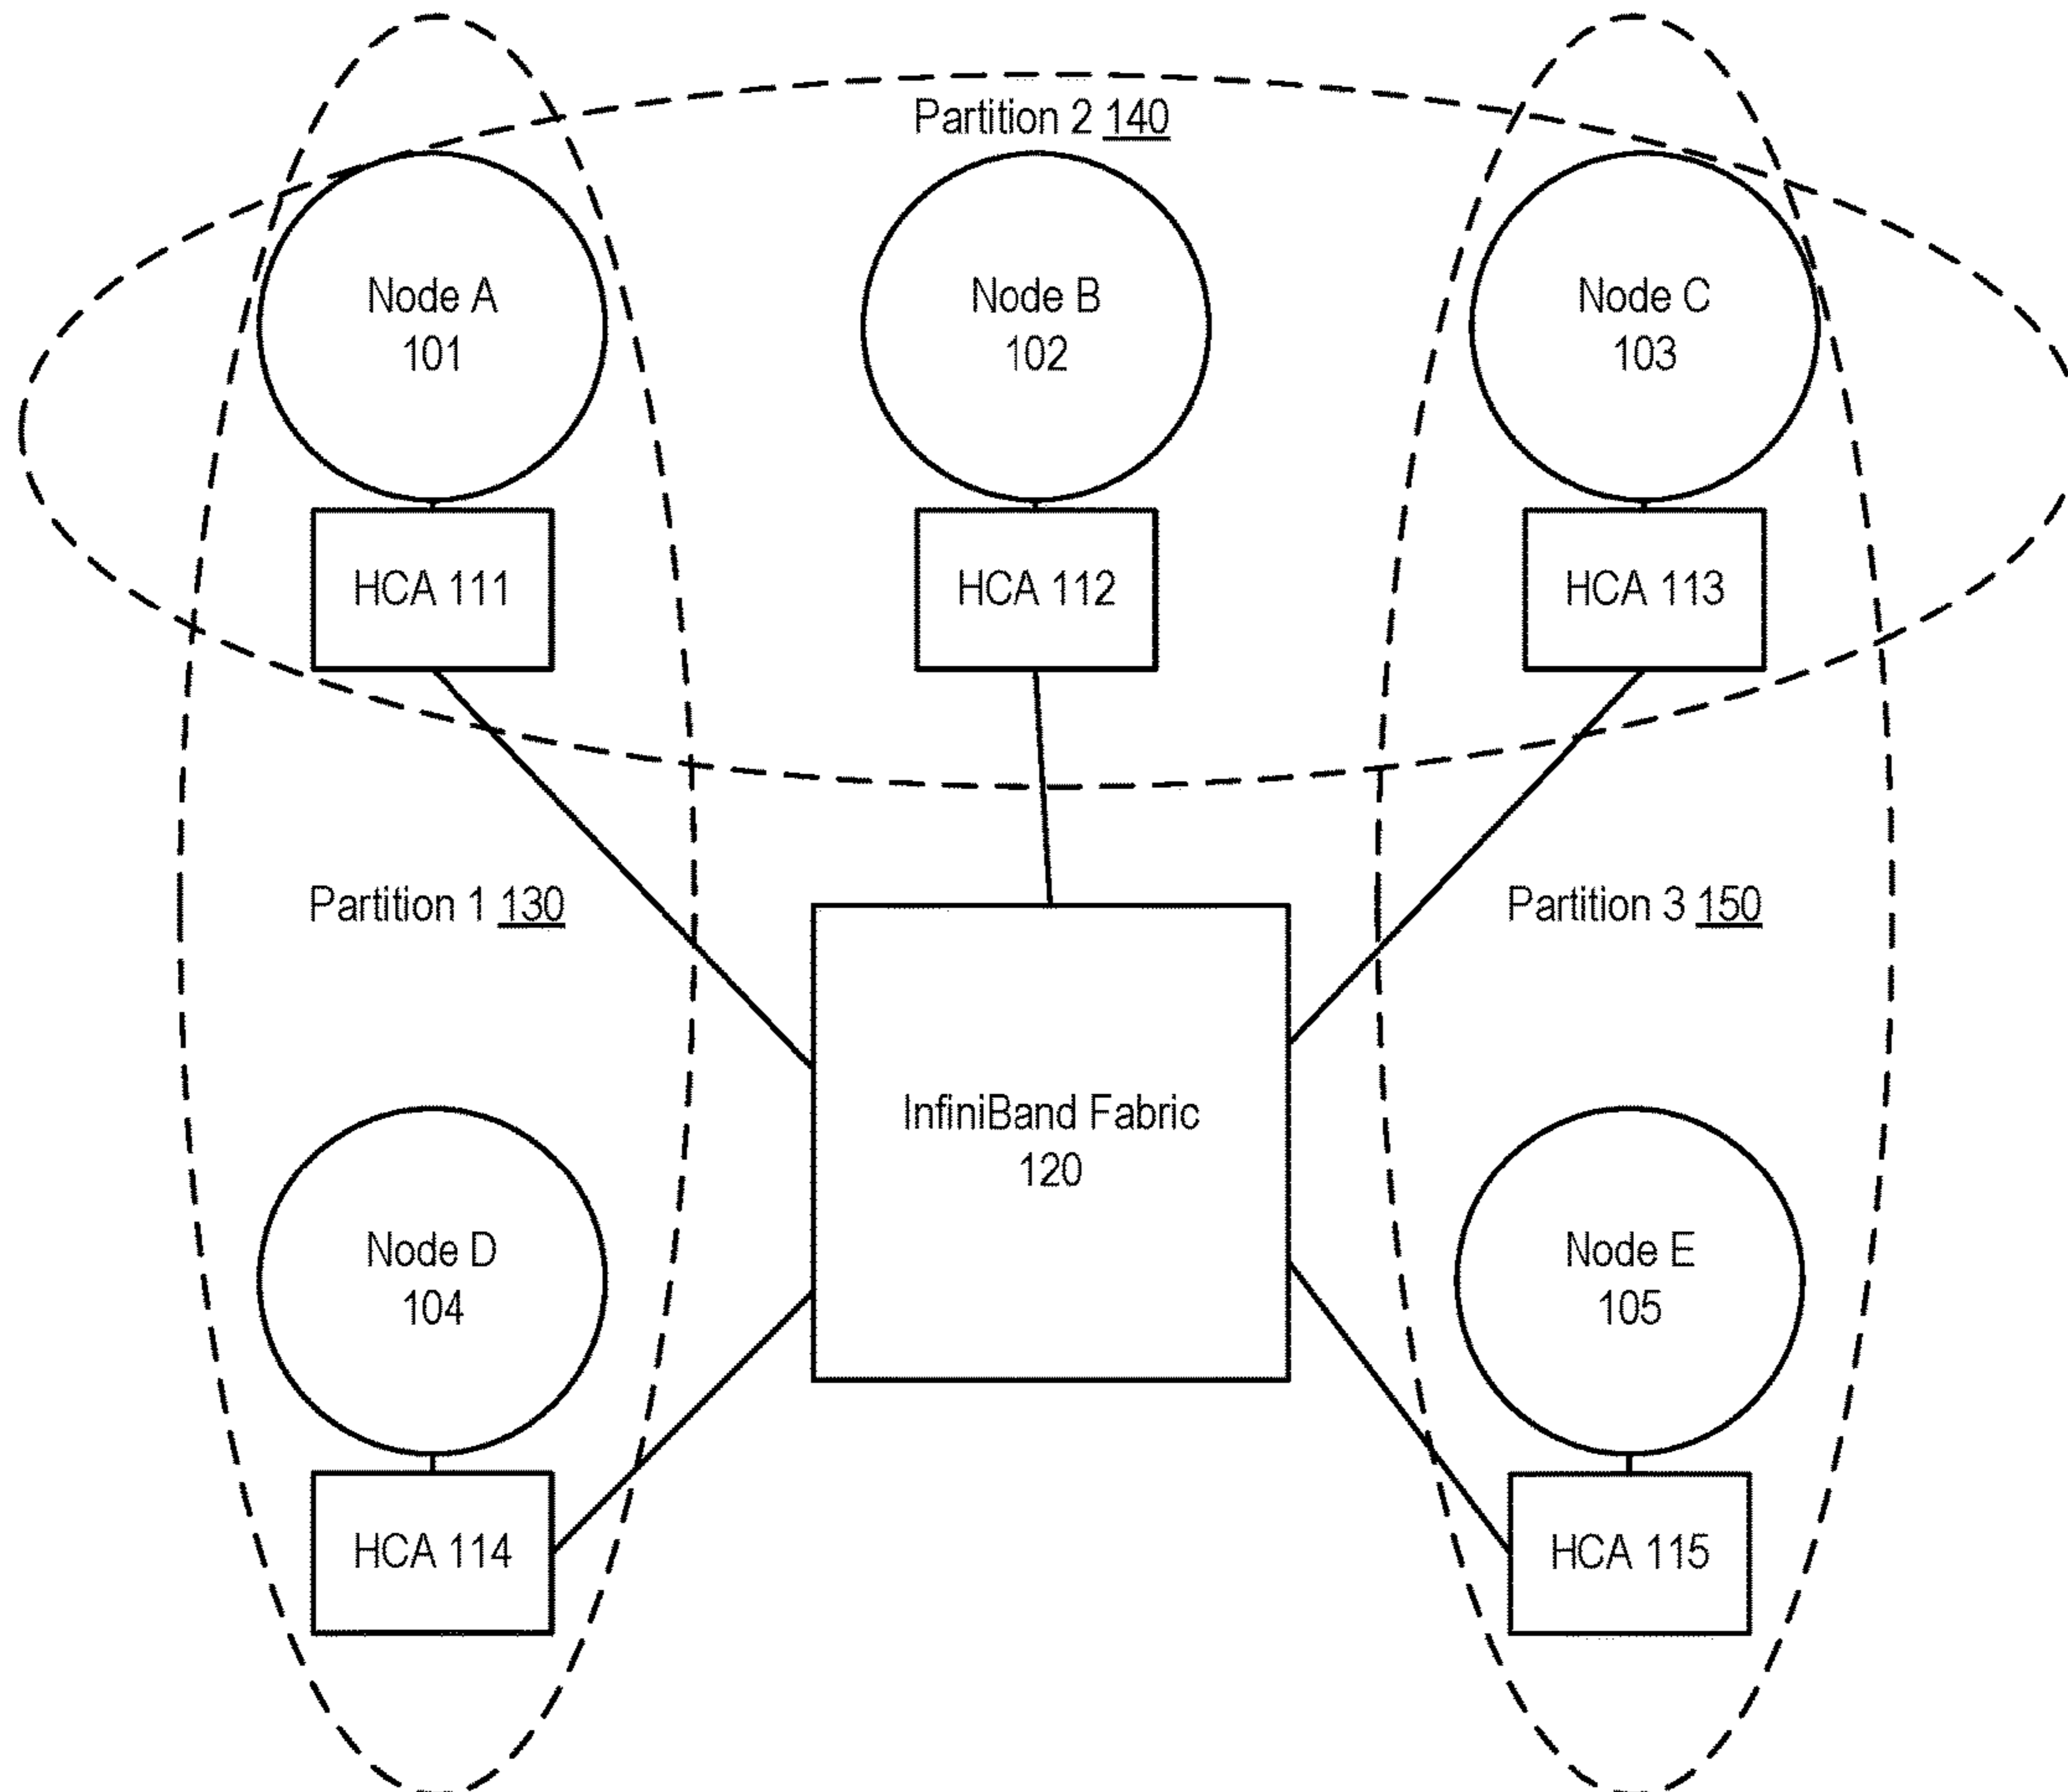 Partition 2 140
Node A
101
Node B
102
Node C
103
HCA 111
HCA 112
HCA 113
Partition 1 130
Partition 3 150
InfiniBand Fabric
120
Node D
104
Node E
105
HCA 114
HCA 115